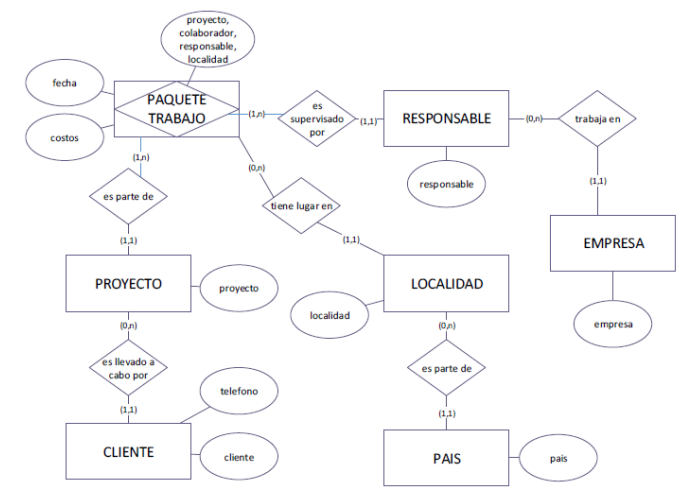 proyecto,
colaborador,
responsable,
localidad
fecha
costos
PAQUETE
TRABAJO
(1,n)
es
supervisado
por
(1,1)
RESPONSABLE
(0,n)
trabaja en
(1,n)
(0,n)
responsable
(1,1)
es parte de
tiene lugar en
(1,1)
(1,1)
EMPRESA
PROYECTO
proyecto
LOCALIDAD
localidad
empresa
(0,n)
(0,n)
es llevado a
cabo por
es parte de
telefono
(1,1)
(1,1)
CLIENTE
cliente
PAIS
pais